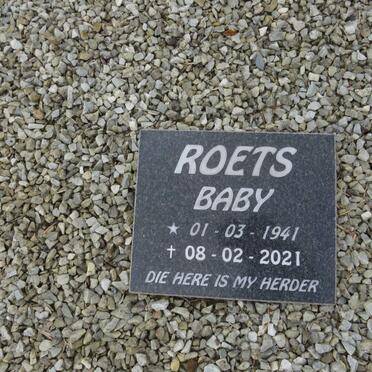 ROETS
BABY
★ 01 - 03 - 1941
✝ 08 - 02 - 2021
DIE HERE IS MY HERDER